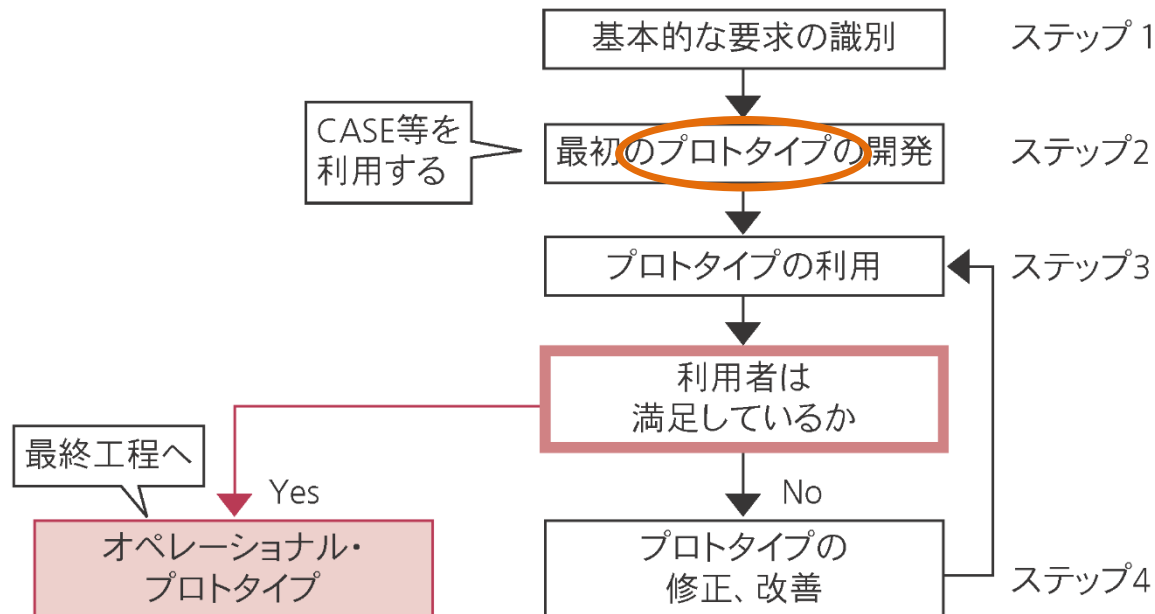 基本的な要求の識別
ステップ1
CASE等を
利用する
最初のプロトタイプの開発
ステップ2
プロトタイプの利用
ステップ3
利用者は
満足しているか
最終工程へ
Yes
No
オペレーショナル・
プロトタイプ
プロトタイプの
修正、改善
ステップ4